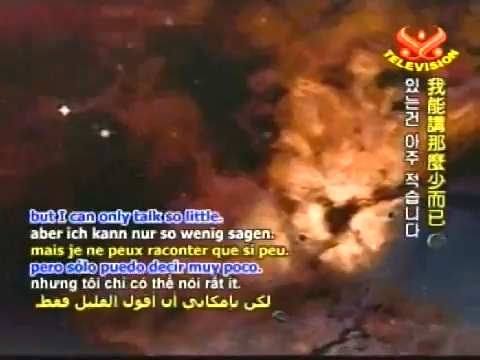 TELEVISION
我能講那麼少而已
있는건 아주 적습니다
but I can only talk so little.
aber ich kann nur so wenig sagen.
mais je ne peux raconter que si peu.
pero sólo puedo decir muy poco.
nhưng tôi chỉ có thể nói rất ít.
لكن بإمكاني أن أقول القليل فقط.